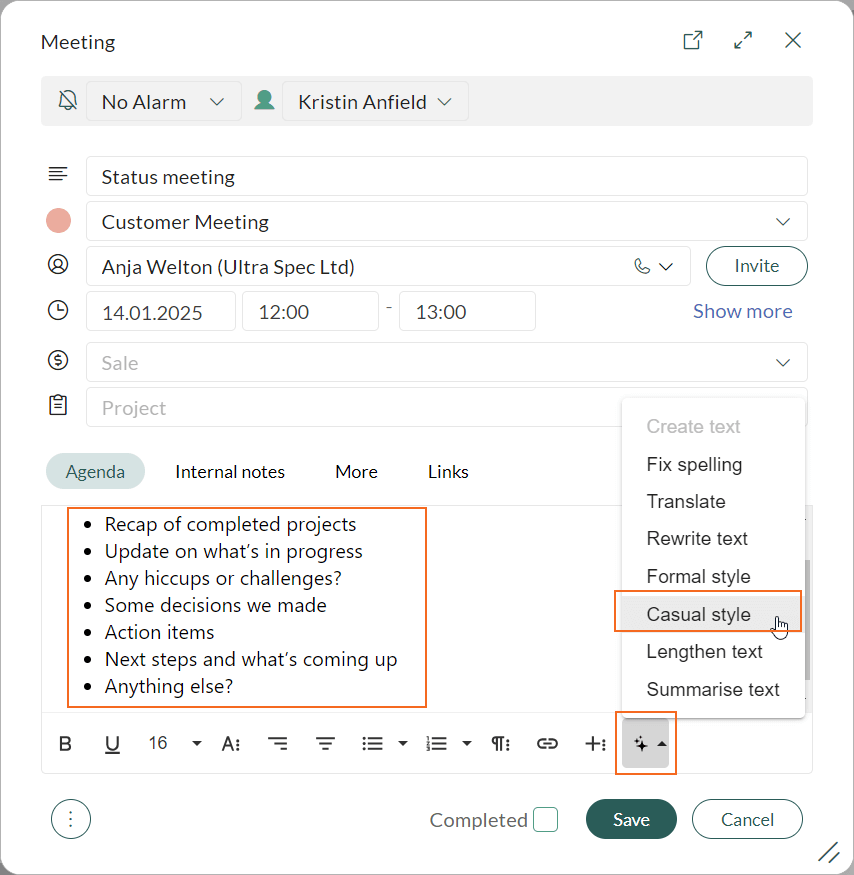 Meeting
No Alarm Kristin Anfield
Status meeting
Customer Meeting
Anja Welton (Ultra Spec Ltd) Invite
14.01.2025 12:00 - 13:00 Show more
Sale
Project
Create text
Fix spelling
Translate
Rewrite text
Formal style
Casual style
Lengthen text
Summarise text
Agenda Internal notes More Links
• Recap of completed projects
• Update on what's in progress
• Any hiccups or challenges?
• Some decisions we made
• Action items
• Next steps and what's coming up
• Anything else?
B U 16 A
Completed Save Cancel